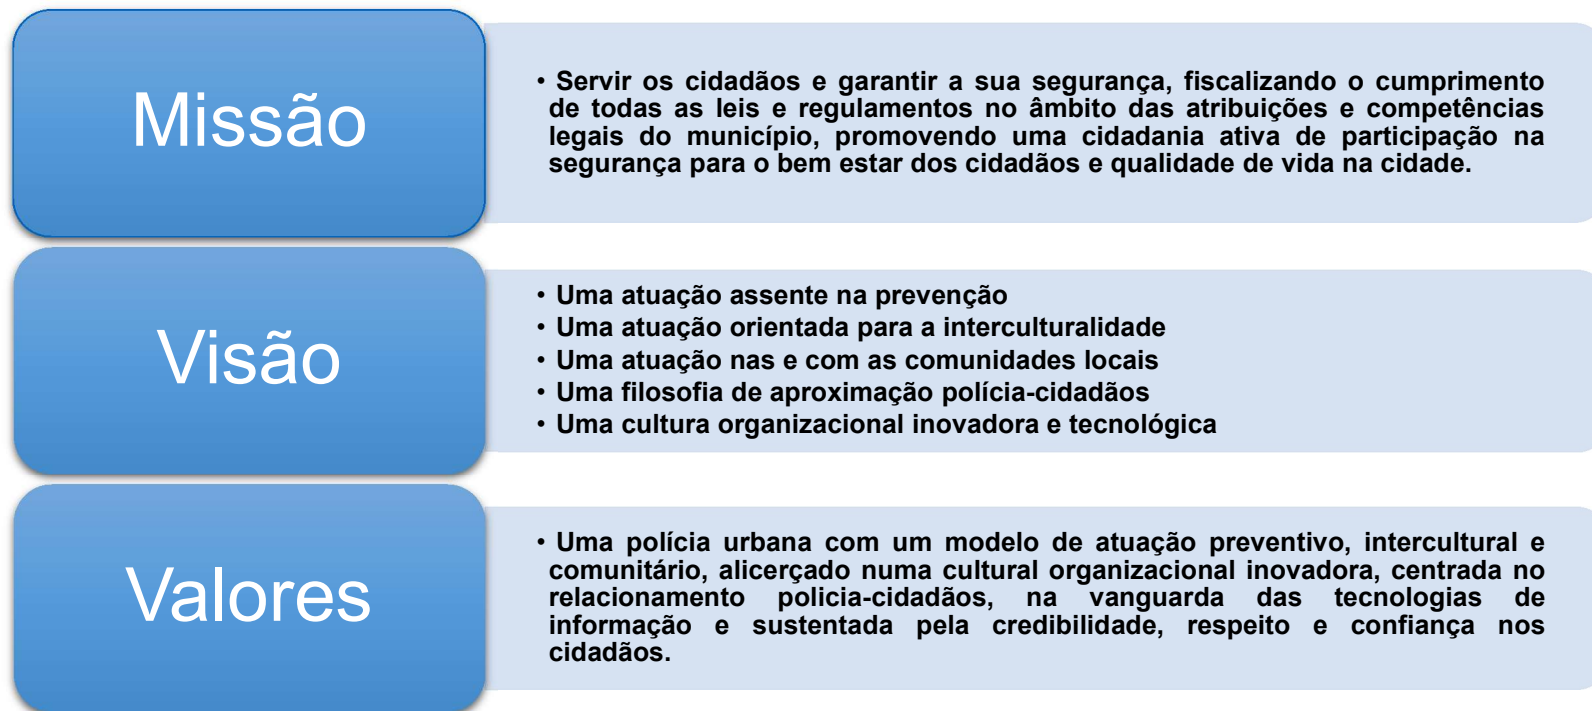 Missão
• Servir os cidadãos e garantir a sua segurança, fiscalizando o cumprimento
de todas as leis e regulamentos no âmbito das atribuições e competências
legais do município, promovendo uma cidadania ativa de participação na
segurança para o bem estar dos cidadãos e qualidade de vida na cidade.
Visão
• Uma atuação assente na prevenção
• Uma atuação orientada para a interculturalidade
• Uma atuação nas e com as comunidades locais
• Uma filosofia de aproximação polícia-cidadãos
• Uma cultura organizacional inovadora e tecnológica
Valores
• Uma polícia urbana com um modelo de atuação preventivo, intercultural e
comunitário, alicerçado numa cultural organizacional inovadora, centrada no
relacionamento policia-cidadãos, na vanguarda das tecnologias de
informação e sustentada pela credibilidade, respeito e confiança nos
cidadãos.